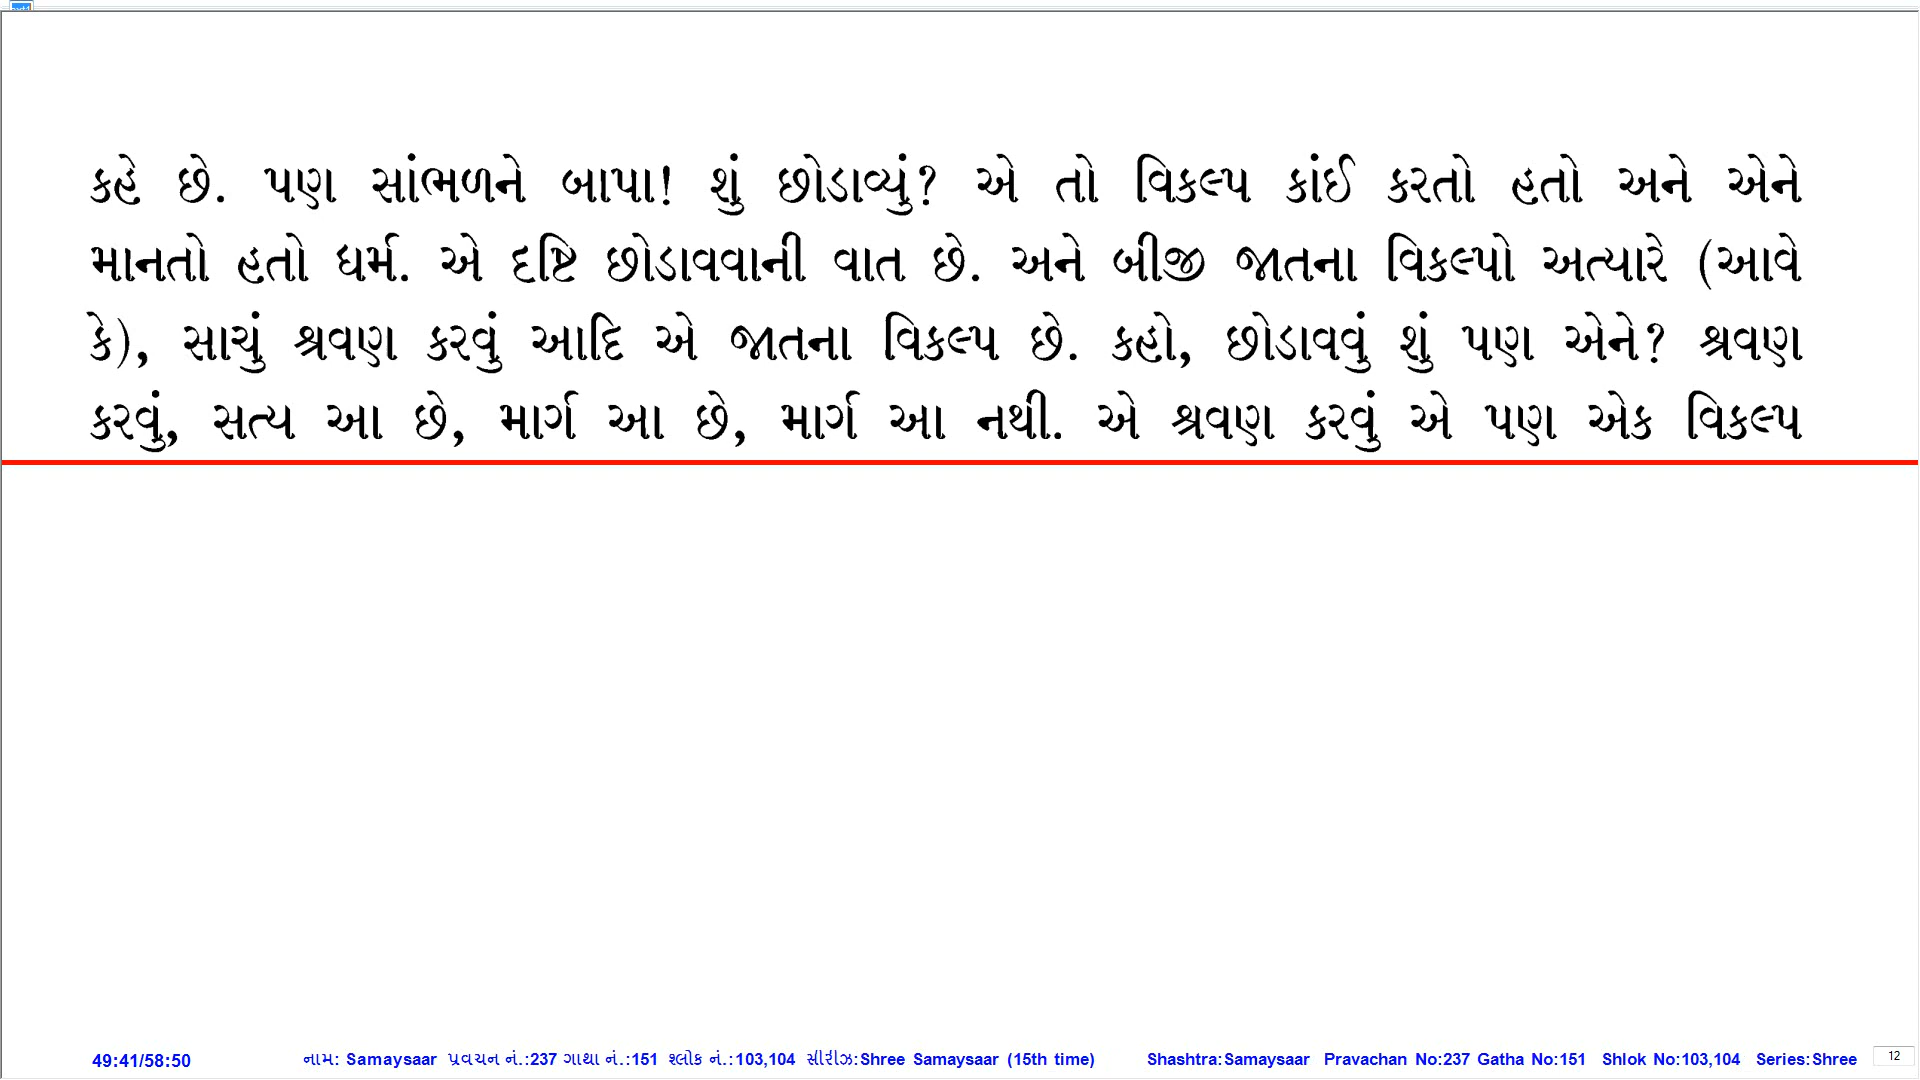 કહે છે. પણ સાંભળને બાપા! શું છોડાવ્યું? એ તો વિકલ્પ કાંઈ કરતો હતો અને એને
માનતો હતો ધર્મ. એ દૃષ્ટિ છોડાવવાની વાત છે. અને બીજી જાતના વિકલ્પો અત્યારે (આવે
કે), સાચું શ્રવણ કરવું આદિ એ જાતના વિકલ્પ છે. કહો, છોડાવવું શું પણ એને? શ્રવણ
કરવું, સત્ય આ છે, માર્ગ આ છે, માર્ગ આ નથી. એ શ્રવણ કરવું એ પણ એક વિકલ્પ
49:41/58:50 નામ: Samaysaar પ્રવચન નં.:237 ગાથા નં.:151 શ્લોક નં.:103,104 સીરીઝ:Shree Samaysaar (15th time) Shashtra:Samaysaar Pravachan No:237 Gatha No:151 Shlok No:103,104 Series:Shree 12